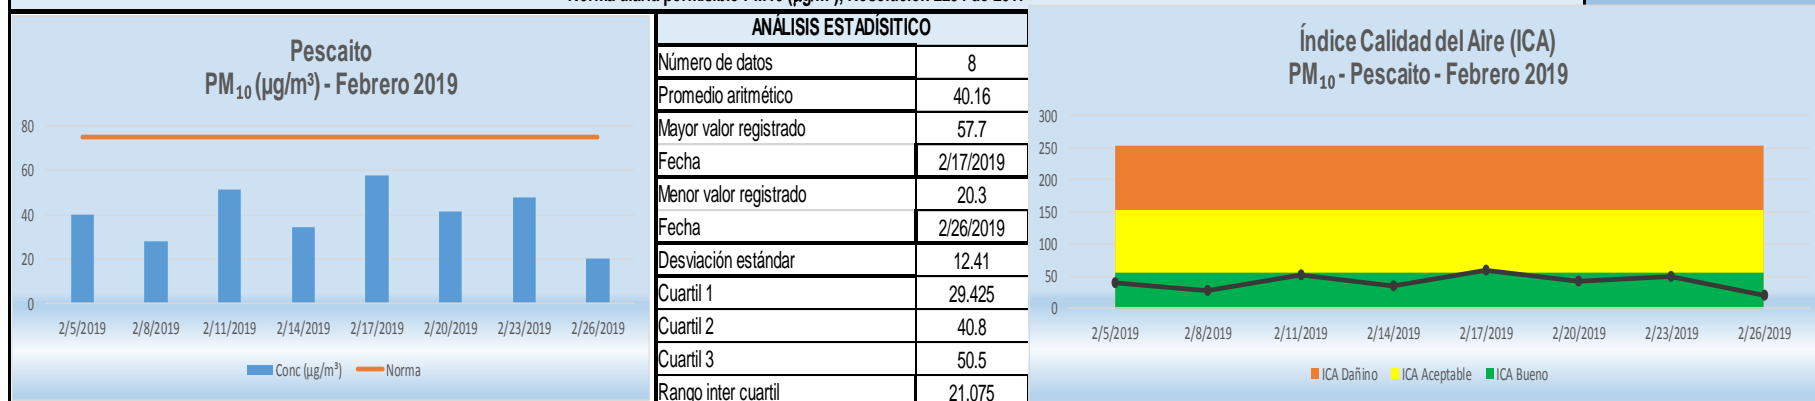 Pescaito
PM₁₀ (µg/m³) - Febrero 2019
80
60
40
20
0
2/5/2019 2/8/2019 2/11/2019 2/14/2019 2/17/2019 2/20/2019 2/23/2019 2/26/2019
Conc (µg/m³) Norma
ANÁLISIS ESTADÍSITICO
Número de datos 8
Promedio aritmético 40.16
Mayor valor registrado 57.7
Fecha 2/17/2019
Menor valor registrado 20.3
Fecha 2/26/2019
Desviación estándar 12.41
Cuartil 1 29.425
Cuartil 2 40.8
Cuartil 3 50.5
Rango inter cuartil 21.075
Índice Calidad del Aire (ICA)
PM₁₀ - Pescaito - Febrero 2019
300
250
200
150
100
50
0
2/5/2019 2/8/2019 2/11/2019 2/14/2019 2/17/2019 2/20/2019 2/23/2019 2/26/2019
ICA Dañino ICA Aceptable ICA Bueno